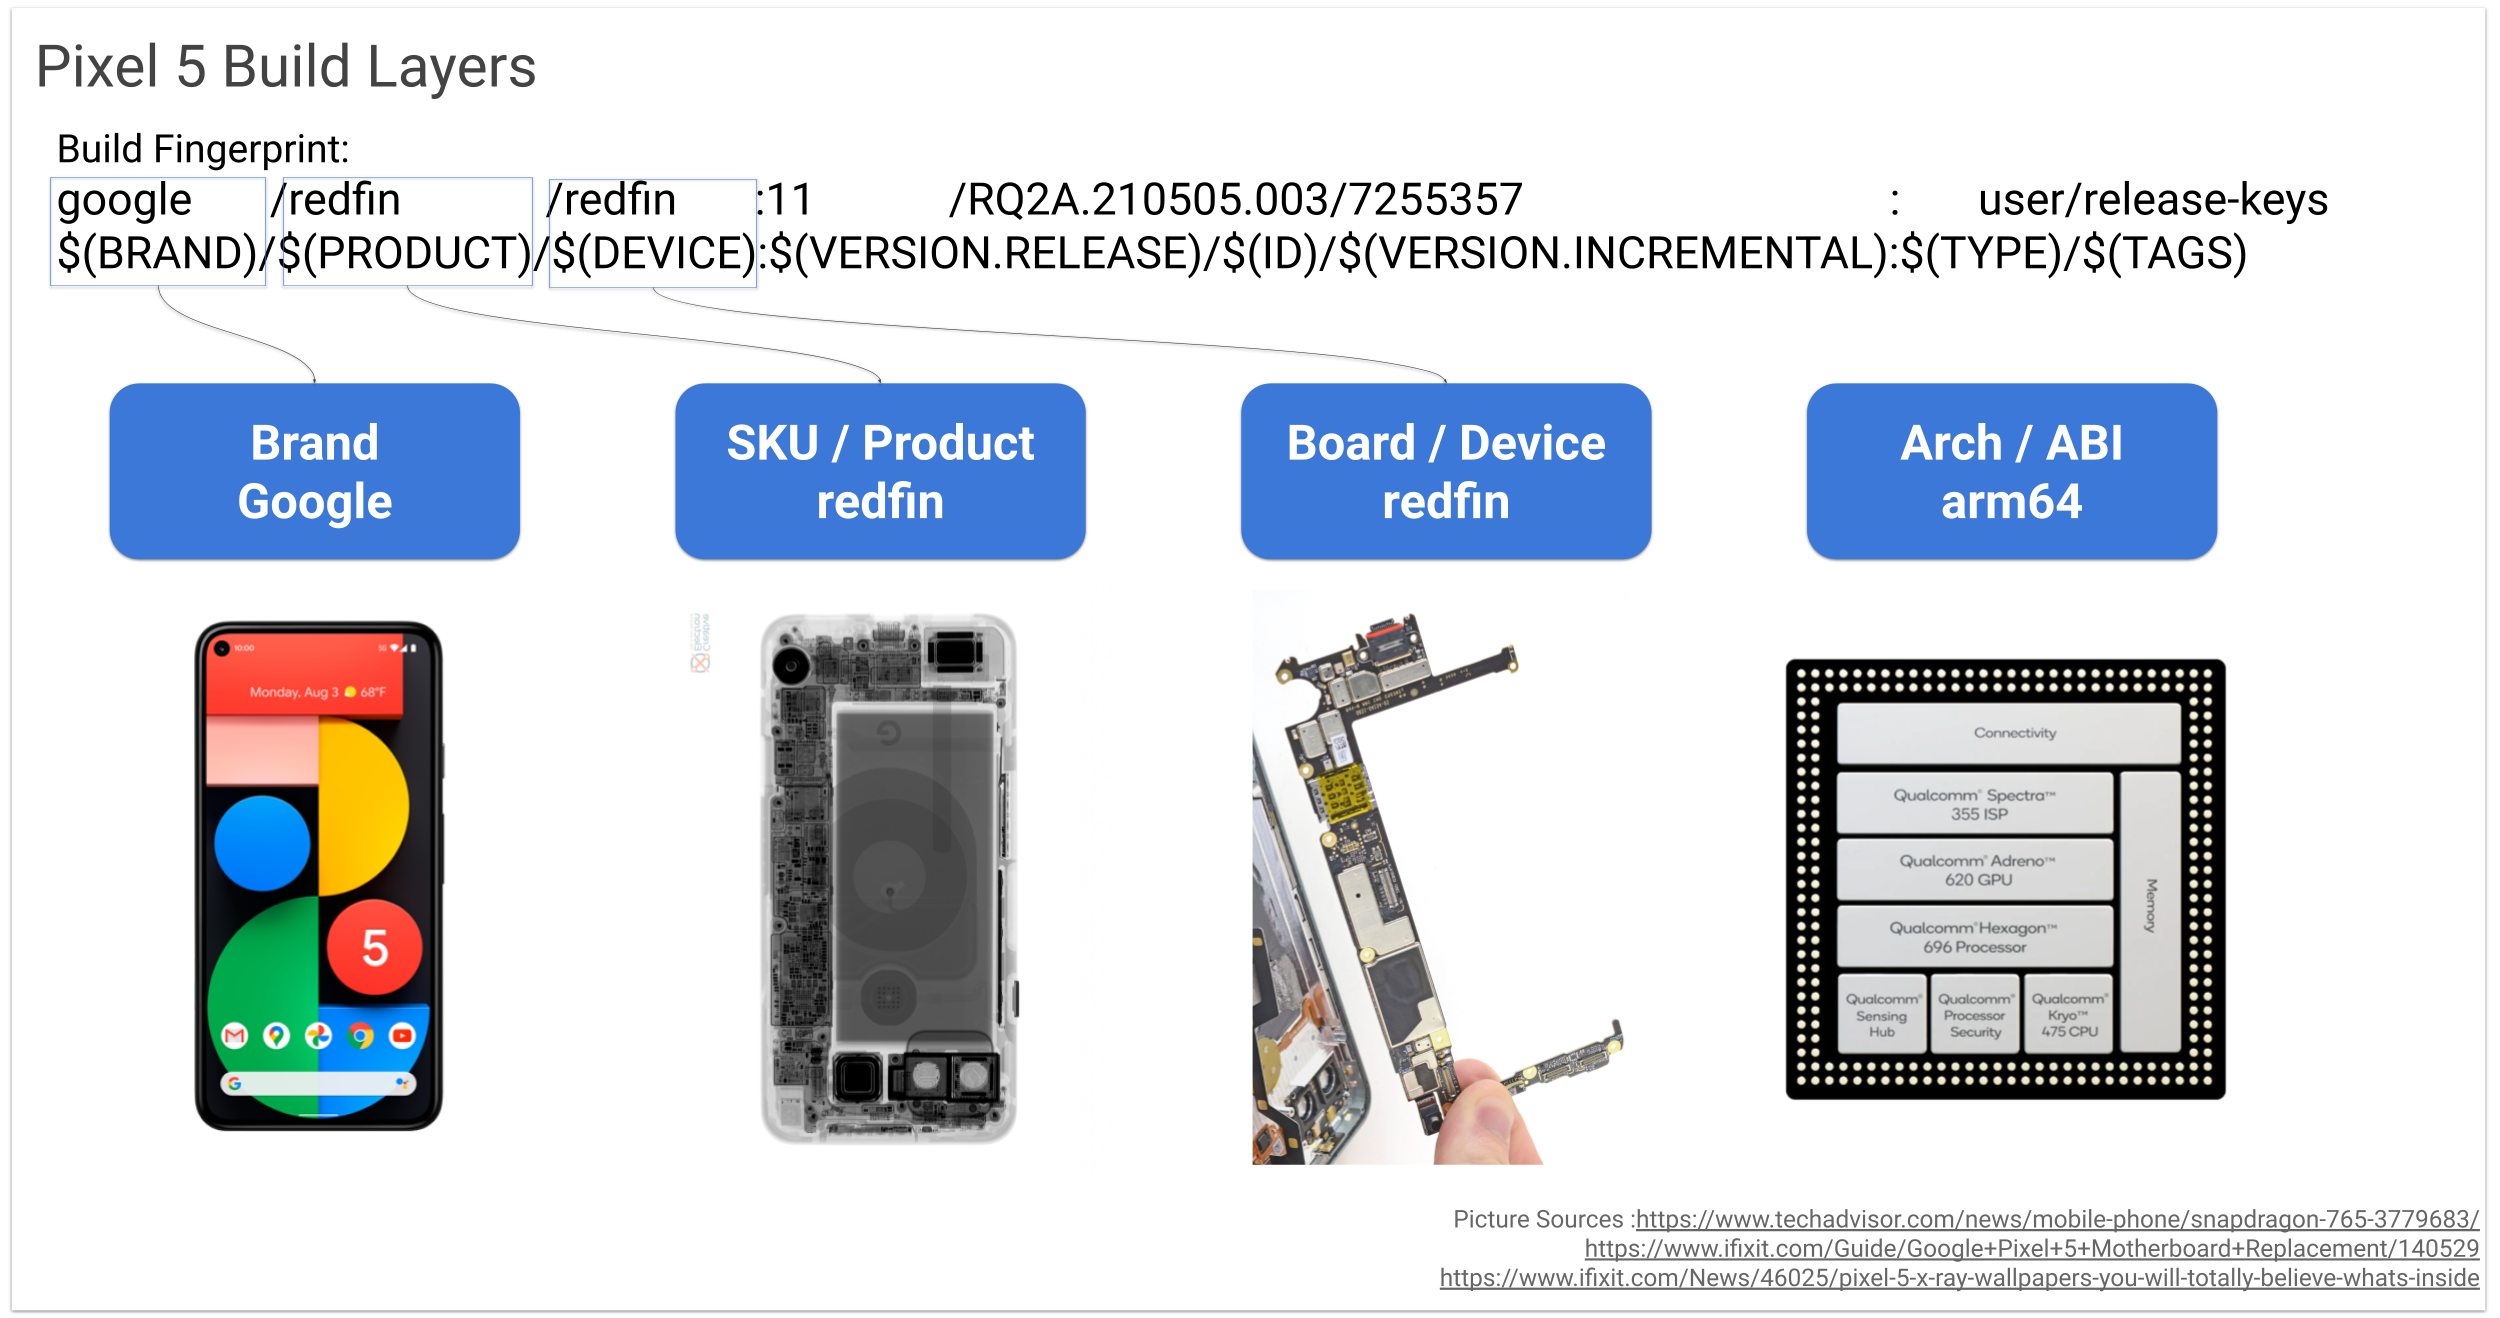 Pixel 5 Build Layers
Build Fingerprint:
google /redfin /redfin :11 /RQ2A.210505.003/7255357 : user/release-keys
$(BRAND)/$(PRODUCT)/$(DEVICE):$(VERSION.RELEASE)/$(ID)/$(VERSION.INCREMENTAL):$(TYPE)/$(TAGS)
Brand
Google
SKU / Product
redfin
Board / Device
redfin
Arch / ABI
arm64
10:00
5G
Monday, Aug 3 68°F
5
Creative
Electron
G
Connectivity
Qualcomm® Spectra™
355 ISP
Qualcomm® Adreno™
620 GPU
Qualcomm® Hexagon™
696 Processor
Qualcomm®
Sensing
Hub
Qualcomm®
Processor
Security
Qualcomm®
Kryo™
475 CPU
Memory
Picture Sources :https://www.techadvisor.com/news/mobile-phone/snapdragon-765-3779683/
https://www.ifixit.com/Guide/Google+Pixel+5+Motherboard+Replacement/140529
https://www.ifixit.com/News/46025/pixel-5-x-ray-wallpapers-you-will-totally-believe-whats-inside